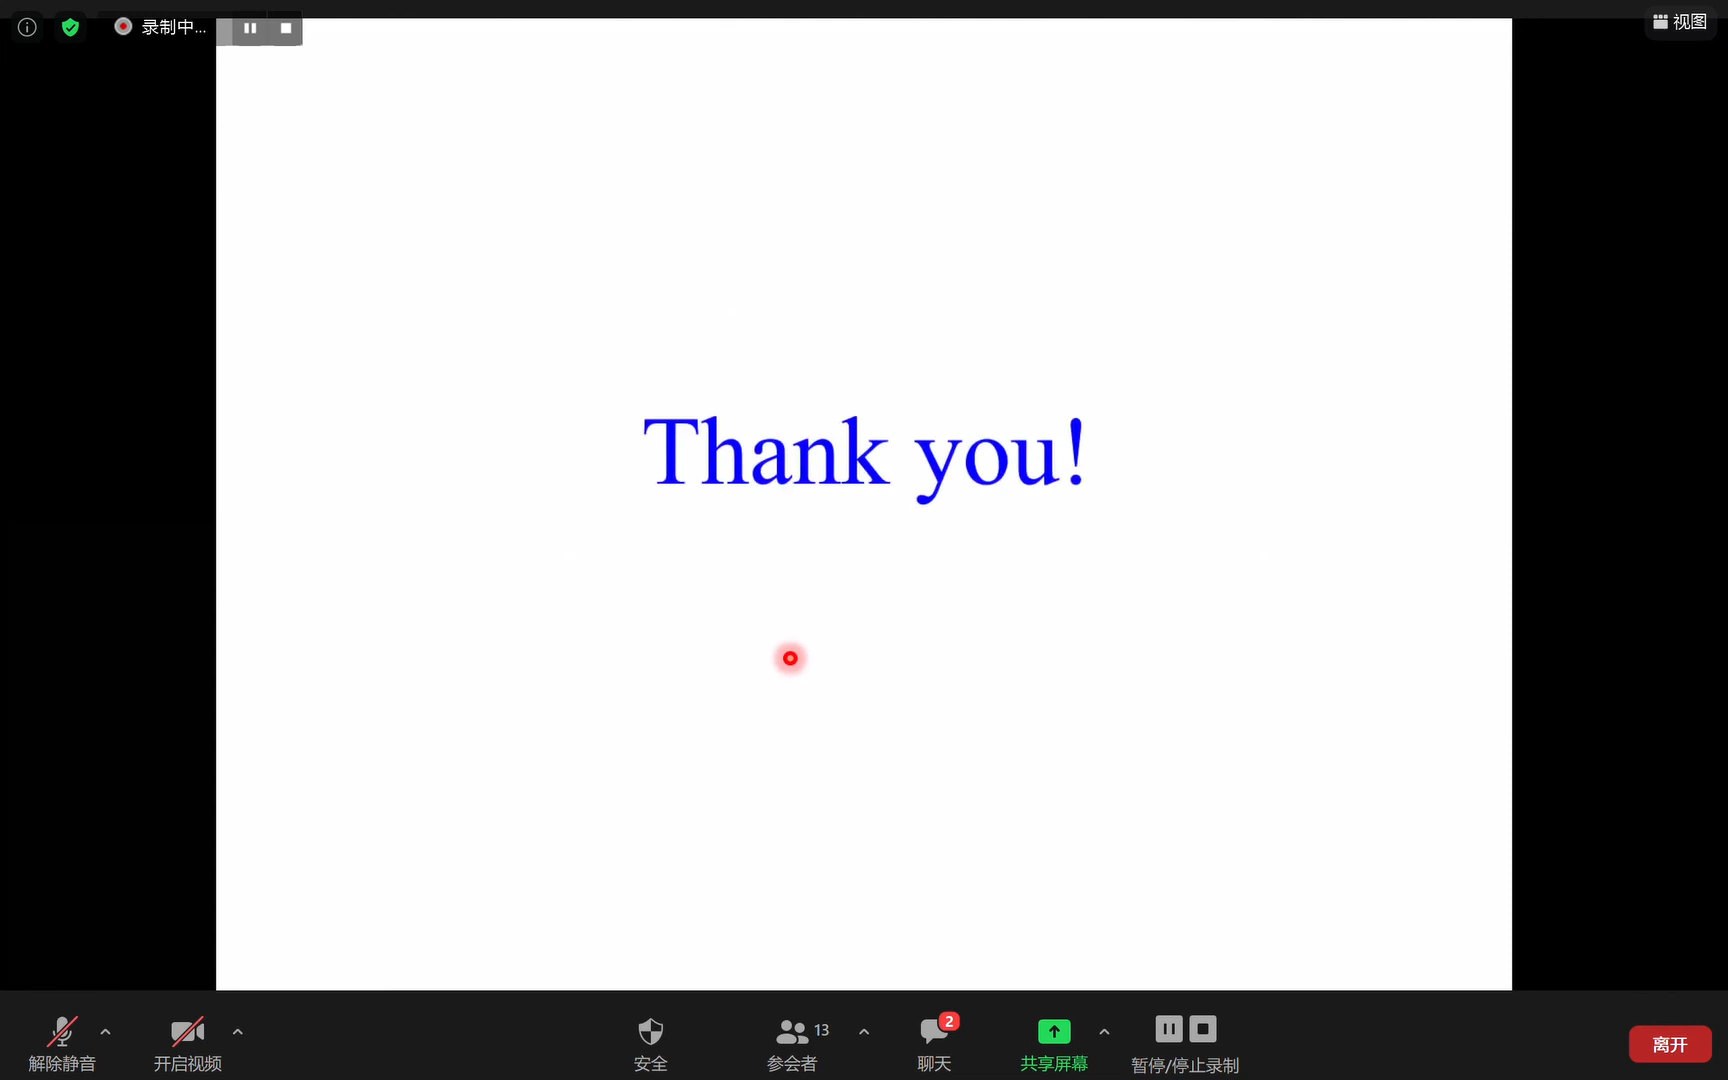 录制中...
视图
Thank you!
解除静音
开启视频
安全
13
参会者
2
聊天
共享屏幕
暂停/停止录制
离开